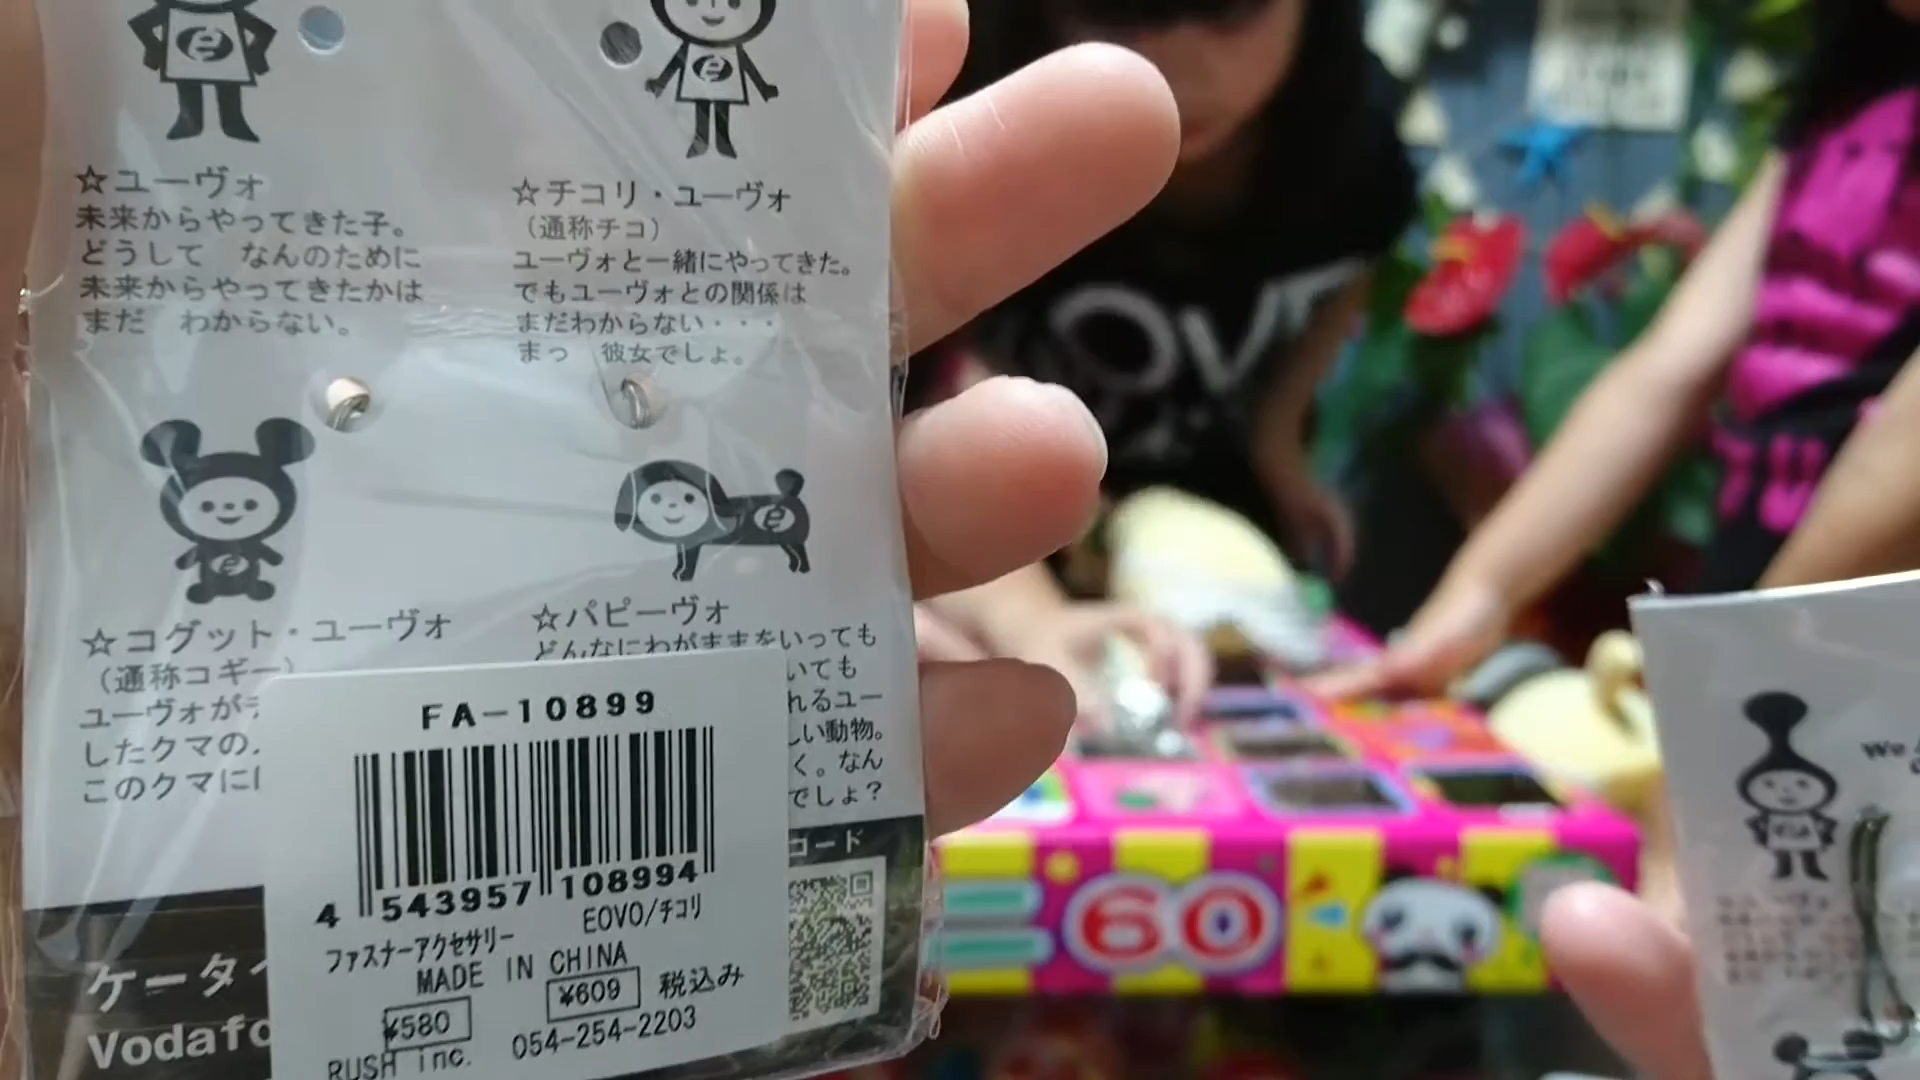 ☆ユーヴォ
未来からやってきた子。
どうして なんのために
未来からやってきたかは
まだ わからない。
☆チコリ・ユーヴォ
(通称チコ)
ユーヴォと一緒にやってきた。
でもユーヴォとの関係は
まだわからない・・・
まっ 彼女でしょ。
☆コグット・ユーヴォ
(通称コギー)
ユーヴォが
したクマの
このクマに
☆パピーヴォ
どんなにわがままをいっても
いても
れるユー
しい動物。
く。なん
でしょ?
コード
ケータイ
Vodafo
FA-10899
4 543957 108994
EOVO/チコリ
ファスナーアクセサリー
MADE IN CHINA
¥580 ¥609 税込み
RUSH inc. 054-254-2203
OV
60
We